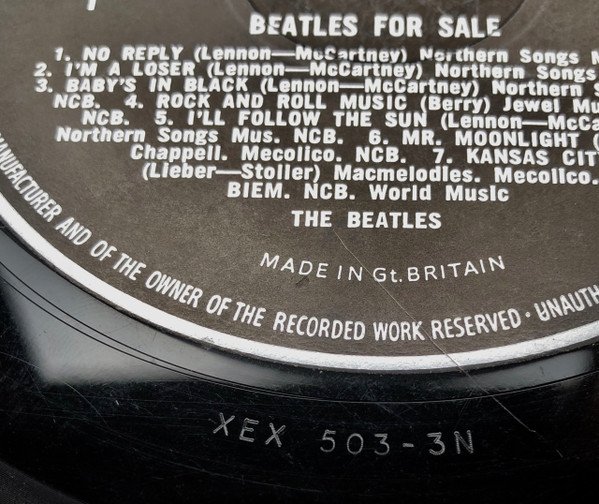 BEATLES FOR SALE
1. NO REPLY (Lennon—McCartney) Northern Songs
2. I'M A LOSER (Lennon—McCartney) Northern Songs
3. BABY'S IN BLACK (Lennon—McCartney) Northern
NCB. 4. ROCK AND ROLL MUSIC (Berry) Jewel Mu
NCB. 5. I'LL FOLLOW THE SUN (Lennon—McCa
Northern Songs Mus. NCB. 6. MR. MOONLIGHT (
Chappell. Mecolico. NCB. 7. KANSAS CIT
(Lieber—Stoller) Macmelodies. Mecolico.
BIEM. NCB. World Music
THE BEATLES
MADE IN Gt. BRITAIN
MANUFACTURER AND OF THE OWNER OF THE RECORDED WORK RESERVED · UNAUTH
XEX 503-3N